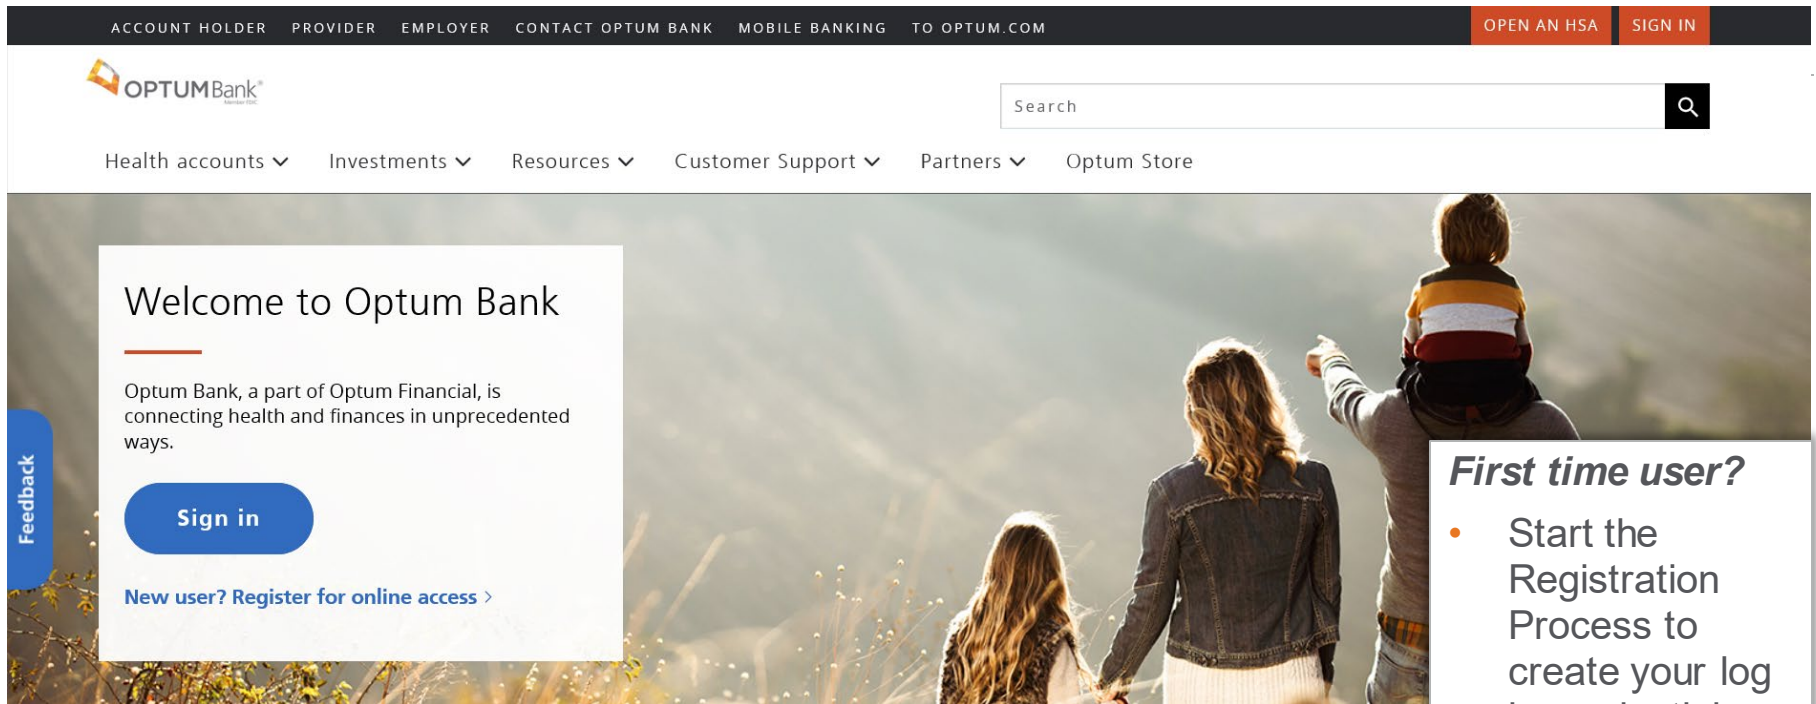 ACCOUNT HOLDER PROVIDER EMPLOYER CONTACT OPTUM BANK MOBILE BANKING TO OPTUM.COM OPEN AN HSA SIGN IN
OPTUMBank®
Member FDIC
Search
Health accounts Investments Resources Customer Support Partners Optum Store
Welcome to Optum Bank
Optum Bank, a part of Optum Financial, is
connecting health and finances in unprecedented
ways.
Sign in
New user? Register for online access >
Feedback
First time user?
• Start the
Registration
Process to
create your log